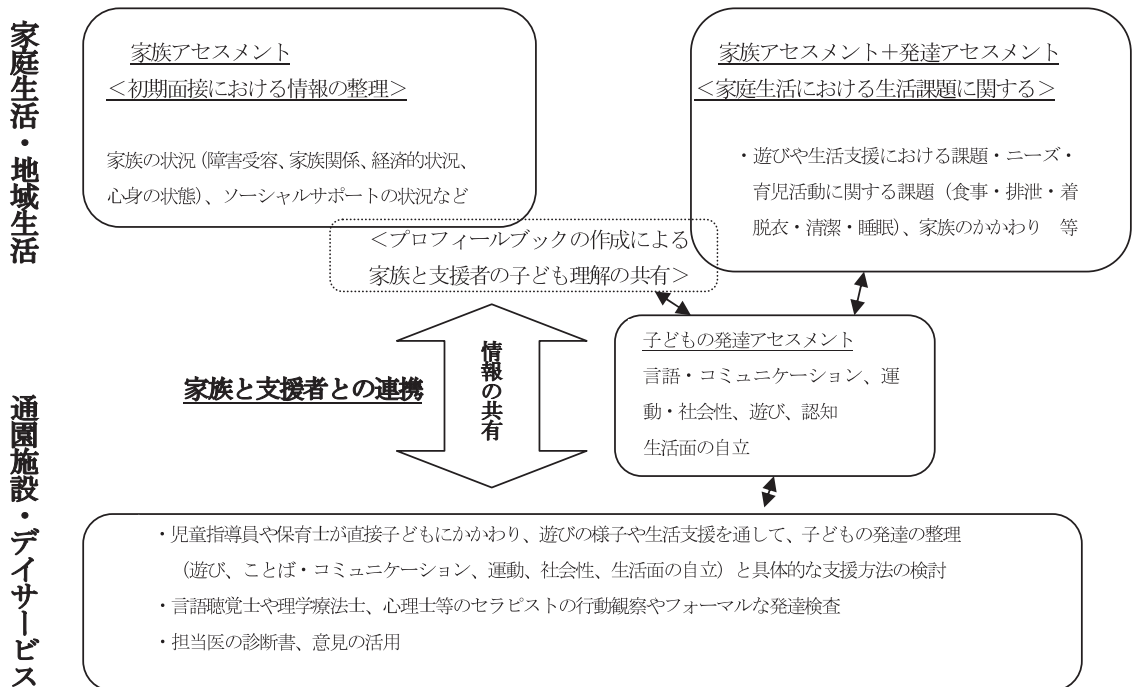 家庭生活・地域生活
家族アセスメント
＜初期面接における情報の整理＞
家族の状況（障害受容、家族関係、経済的状況、
心身の状態）、ソーシャルサポートの状況など
家族アセスメント＋発達アセスメント
＜家庭生活における生活課題に関する＞
・遊びや生活支援における課題・ニーズ・
育児活動に関する課題（食事・排泄・着
脱衣・清潔・睡眠）、家族のかかわり　等
＜プロフィールブックの作成による
家族と支援者の子ども理解の共有＞
家族と支援者との連携
情報の共有
子どもの発達アセスメント
言語・コミュニケーション、運
動・社会性、遊び、認知
生活面の自立
通園施設・デイサービス
・児童指導員や保育士が直接子どもにかかわり、遊びの様子や生活支援を通して、子どもの発達の整理
（遊び、ことば・コミュニケーション、運動、社会性、生活面の自立）と具体的な支援方法の検討
・言語聴覚士や理学療法士、心理士等のセラピストの行動観察やフォーマルな発達検査
・担当医の診断書、意見の活用